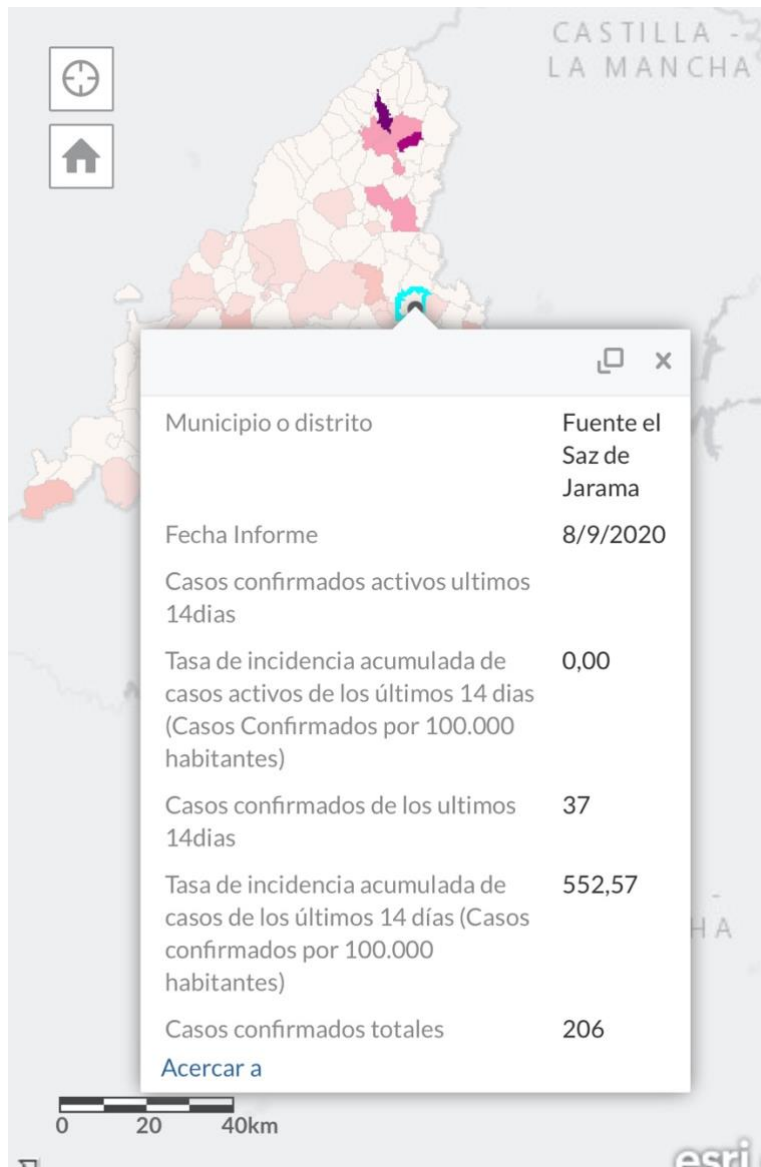 CASTILLA -
LA MANCHA
Municipio o distrito
Fuente el
Saz de
Jarama
Fecha Informe
8/9/2020
Casos confirmados activos ultimos
14dias
Tasa de incidencia acumulada de
casos activos de los últimos 14 dias
(Casos Confirmados por 100.000
habitantes)
0,00
Casos confirmados de los ultimos
14dias
37
Tasa de incidencia acumulada de
casos de los últimos 14 días (Casos
confirmados por 100.000
habitantes)
552,57
HA
Casos confirmados totales
206
Acercar a
0 20 40km
esri